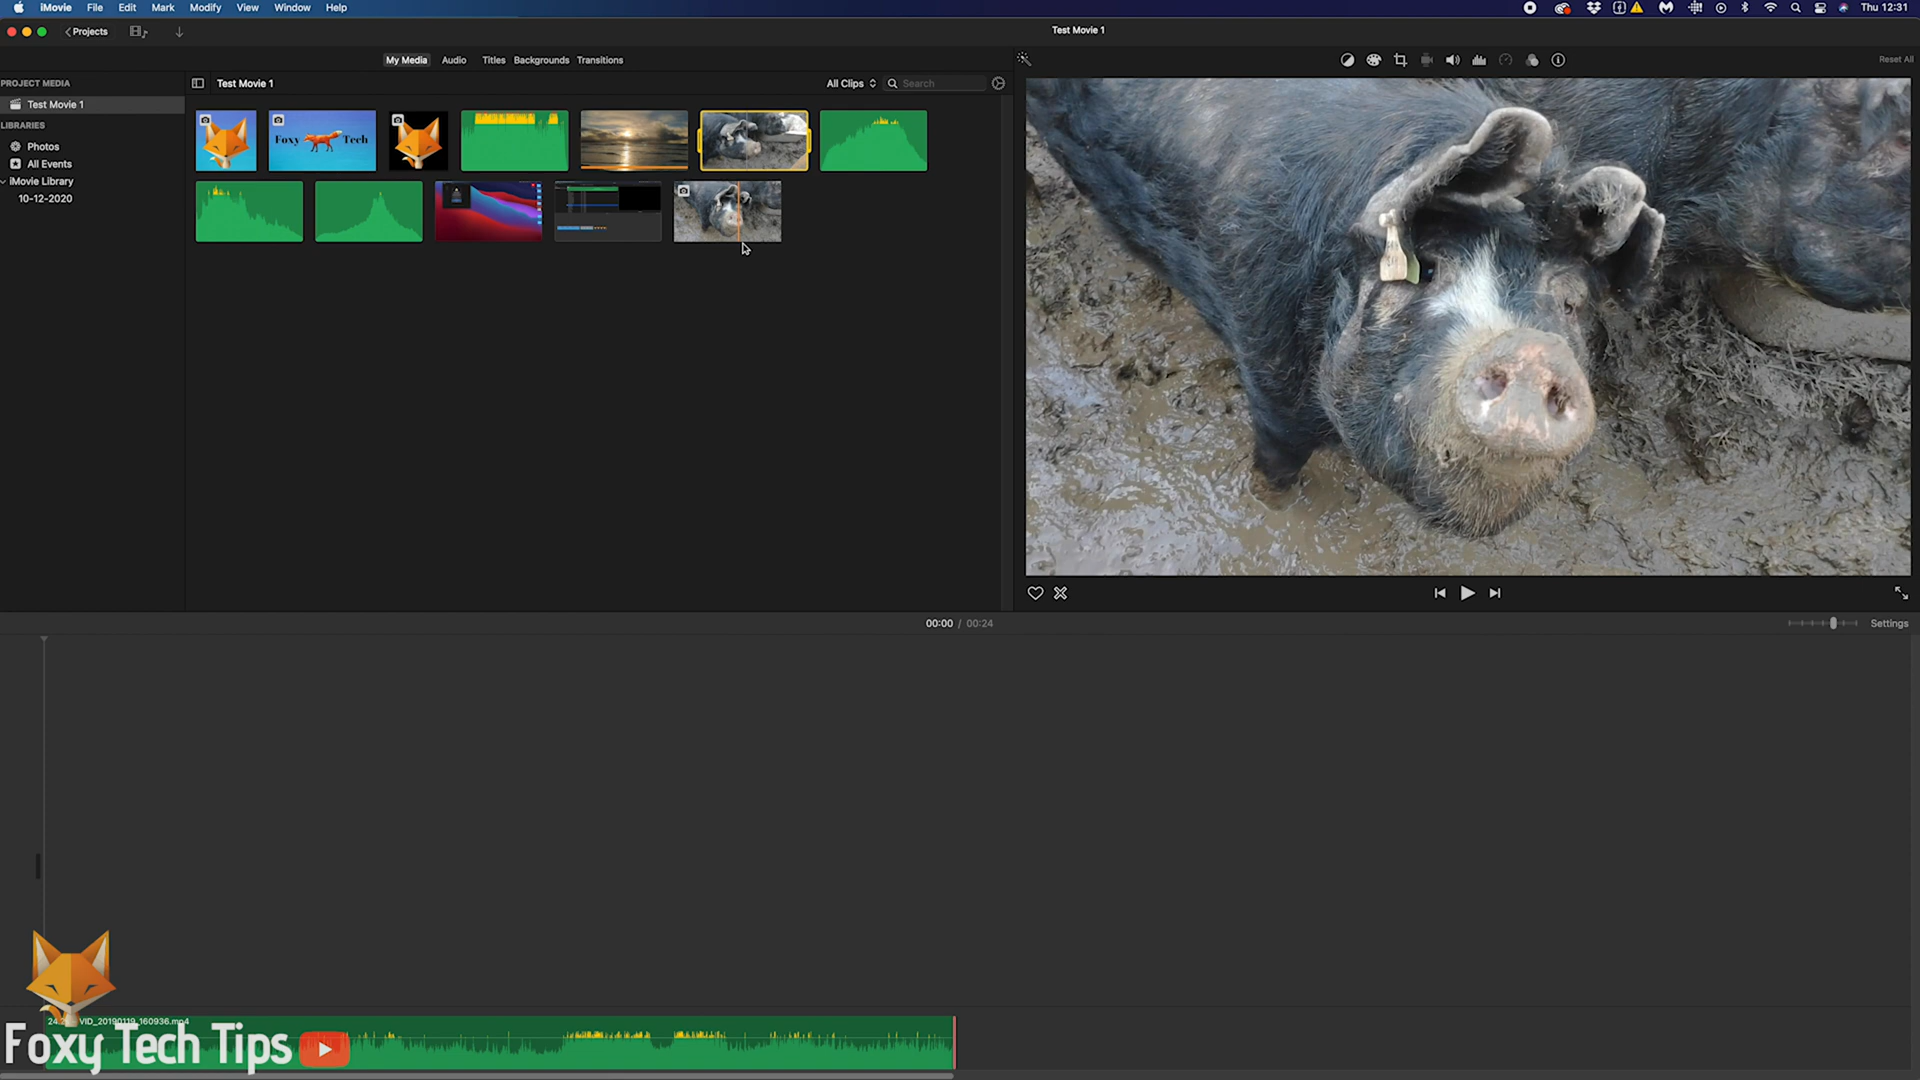 iMovie File Edit Mark Modify View Window Help
Thu 12:31
Projects
Test Movie 1
My Media Audio Titles Backgrounds Transitions
Reset All
PROJECT MEDIA
Test Movie 1
LIBRARIES
Photos
All Events
iMovie Library
10-12-2020
Test Movie 1
All Clips
Search
Foxy Tech
00:00 / 00:24
Settings
VID_20190119_160936.mp4
Foxy Tech Tips